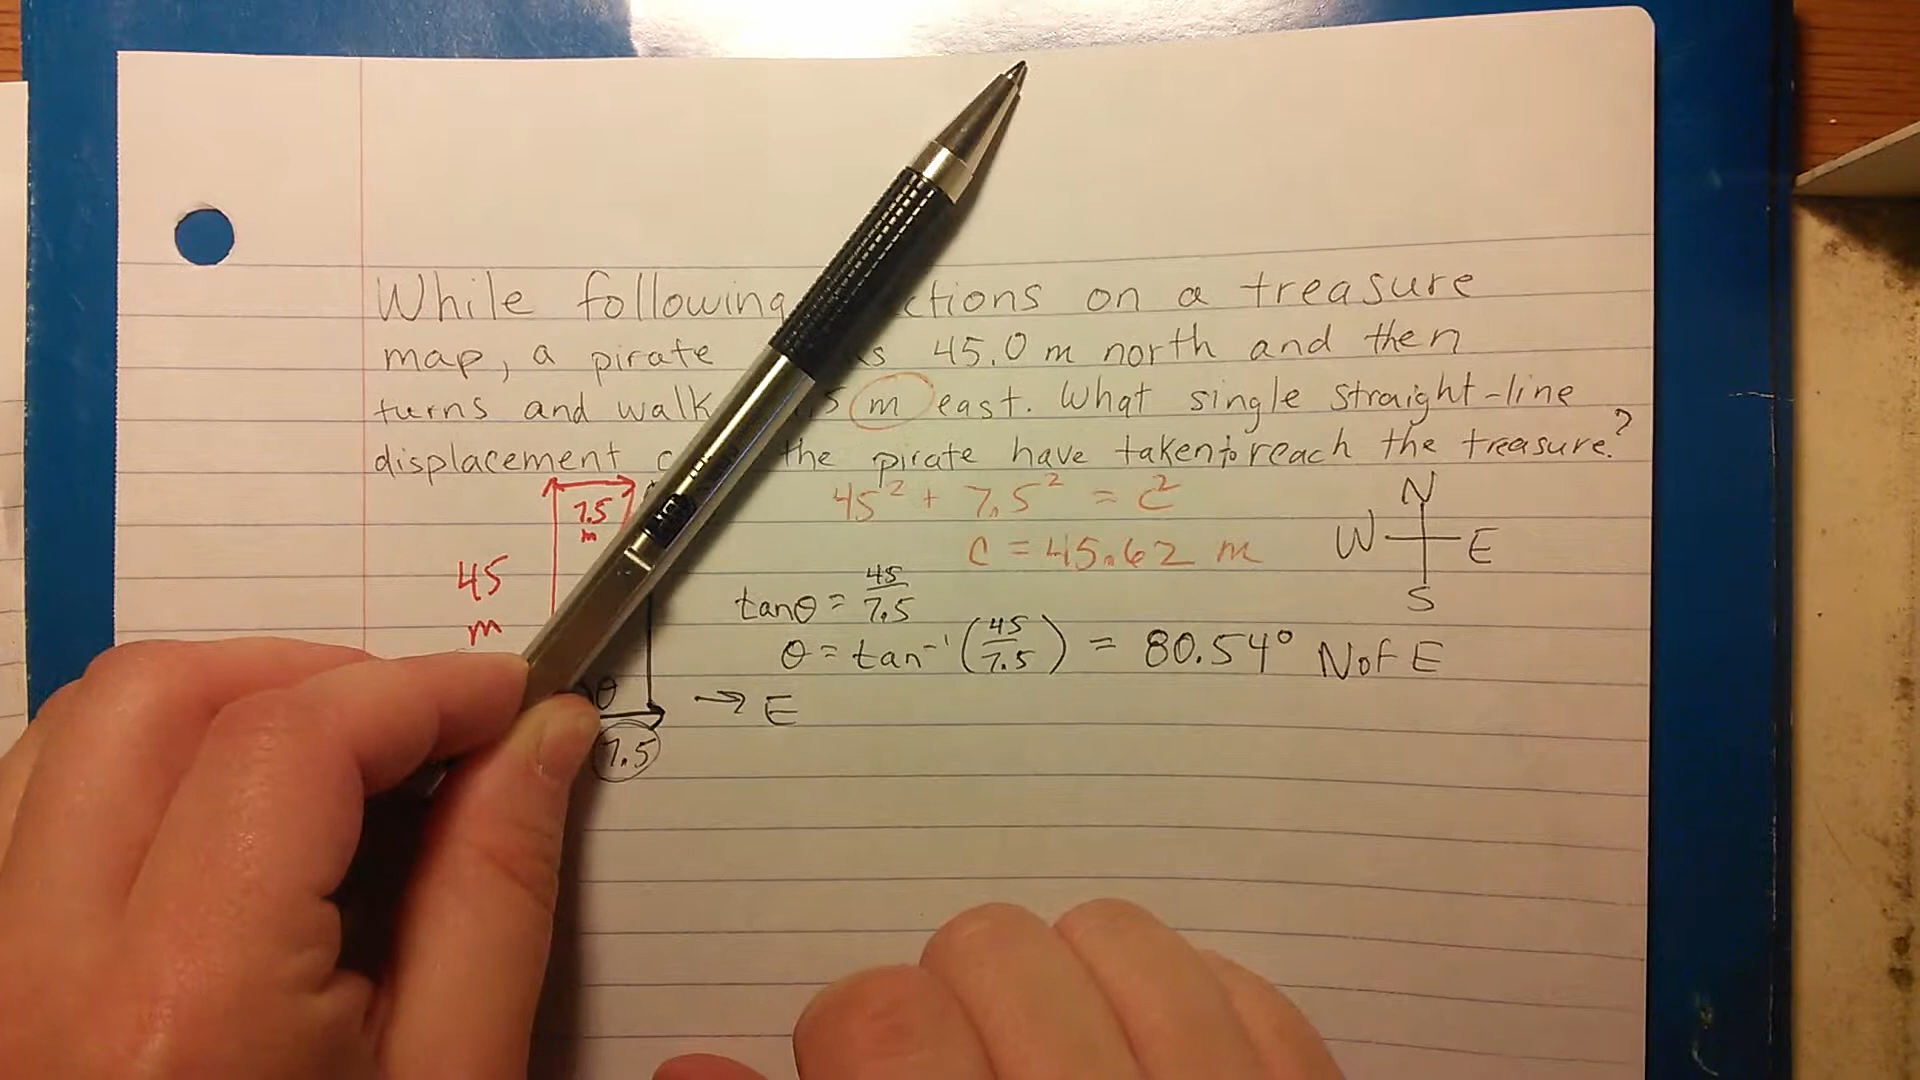 While following ctions on a treasure
map, a pirate s 45.0 m north and then
turns and walk 5 m east. What single straight-line
displacement c the pirate have taken to reach the treasure?
7.5
m
45
m
45² + 7.5² = c²
c = 45.62 m
N
W E
S
tanθ = 45/7.5
θ = tan⁻¹(45/7.5) = 80.54° N of E
θ
→ E
7.5